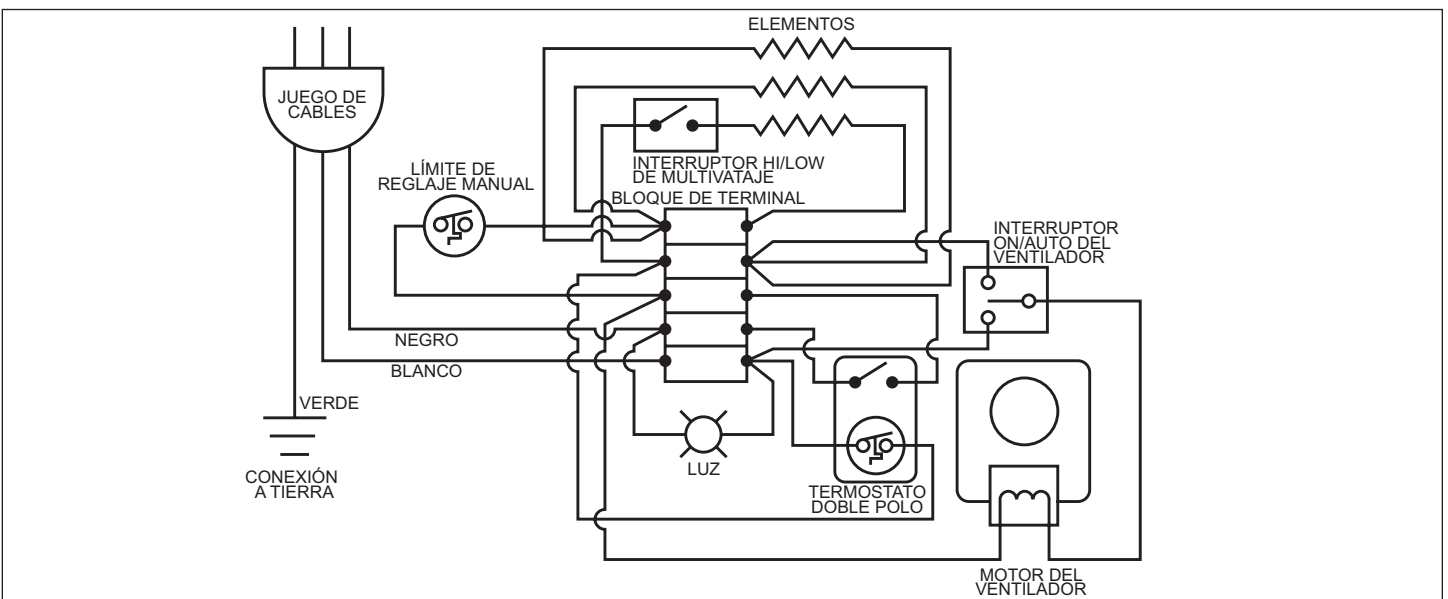 ELEMENTOS
JUEGO DE
CABLES
LÍMITE DE
REGLAJE MANUAL
INTERRUPTOR HI/LOW
DE MULTIVATAJE
BLOQUE DE TERMINAL
INTERRUPTOR
ON/AUTO DEL
VENTILADOR
NEGRO
BLANCO
VERDE
CONEXIÓN
A TIERRA
LUZ
TERMOSTATO
DOBLE POLO
MOTOR DEL
VENTILADOR